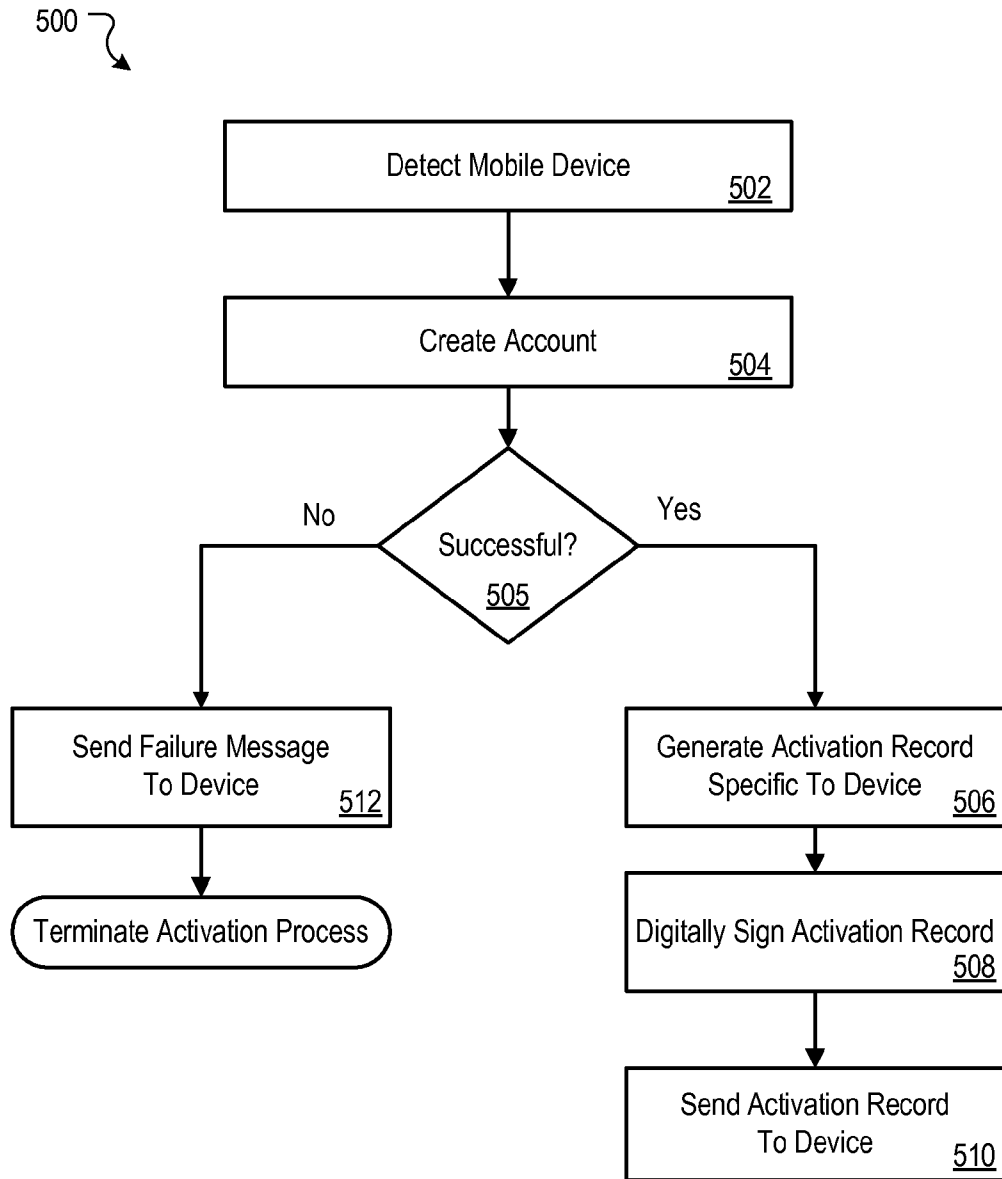 500
Detect Mobile Device
502
Create Account
504
No
Yes
Successful?
505
Send Failure Message
To Device
512
Generate Activation Record
Specific To Device
506
Terminate Activation Process
Digitally Sign Activation Record
508
Send Activation Record
To Device
510